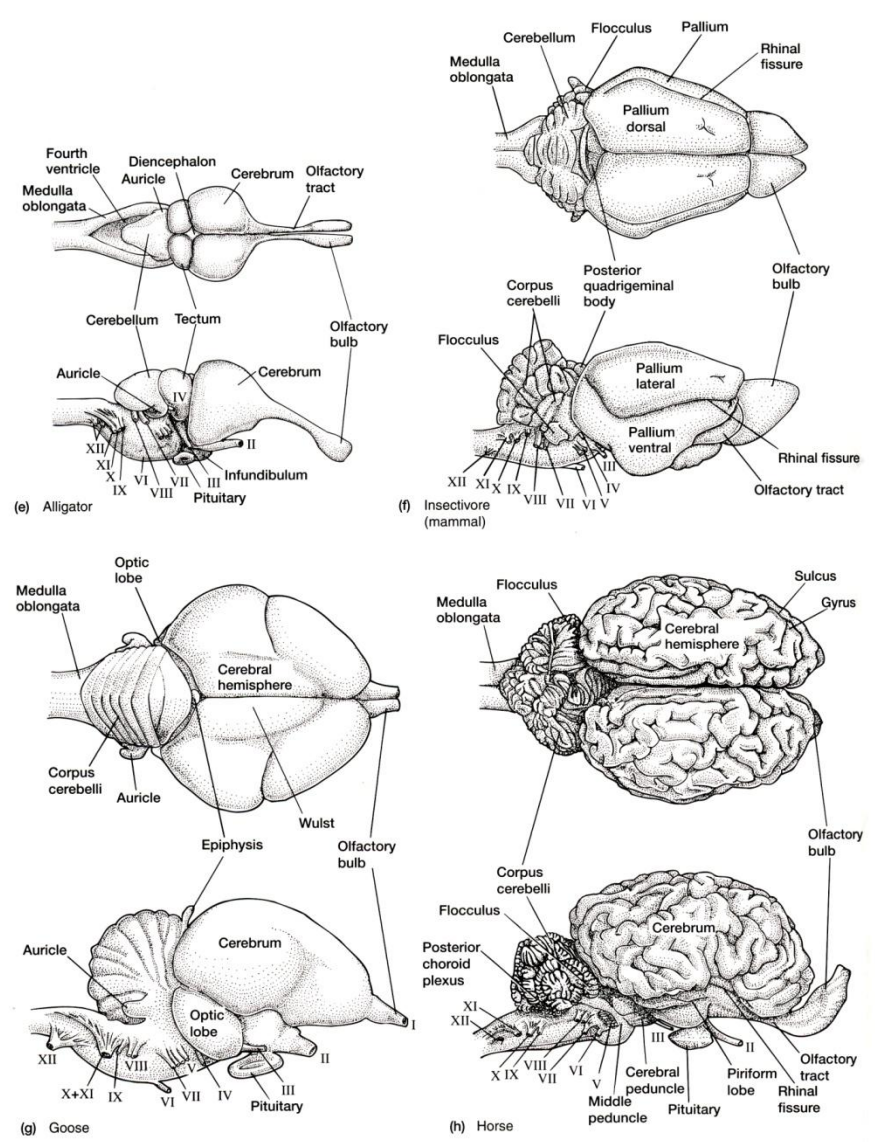 Fourth
ventricle
Medulla
oblongata
Diencephalon
Auricle
Cerebrum
Olfactory
tract
Cerebellum
Tectum
Olfactory
bulb
Auricle
IV
Cerebrum
II
XII
XI
X
IX
VI
VIII
VII
III
Infundibulum
Pituitary
(e) Alligator
Medulla
oblongata
Cerebellum
Flocculus
Pallium
Rhinal
fissure
Pallium
dorsal
Corpus
cerebelli
Posterior
quadrigeminal
body
Olfactory
bulb
Flocculus
Pallium
lateral
Pallium
ventral
Rhinal fissure
Olfactory tract
XII
XI
X
IX
VIII
VII
VI
V
IV
III
(f) Insectivore
(mammal)
Optic
lobe
Medulla
oblongata
Cerebral
hemisphere
Corpus
cerebelli
Auricle
Wulst
Epiphysis
Olfactory
bulb
Auricle
Cerebrum
Optic
lobe
I
II
XII
X+XI
IX
VIII
VI
VII
V
IV
III
Pituitary
(g) Goose
Flocculus
Medulla
oblongata
Sulcus
Gyrus
Cerebral
hemisphere
Olfactory
bulb
Corpus
cerebelli
Flocculus
Posterior
choroid
plexus
Cerebrum
XI
XII
X
IX
VIII
VII
VI
V
Middle
peduncle
Cerebral
peduncle
III
Pituitary
II
Piriform
lobe
Rhinal
fissure
Olfactory
tract
(h) Horse